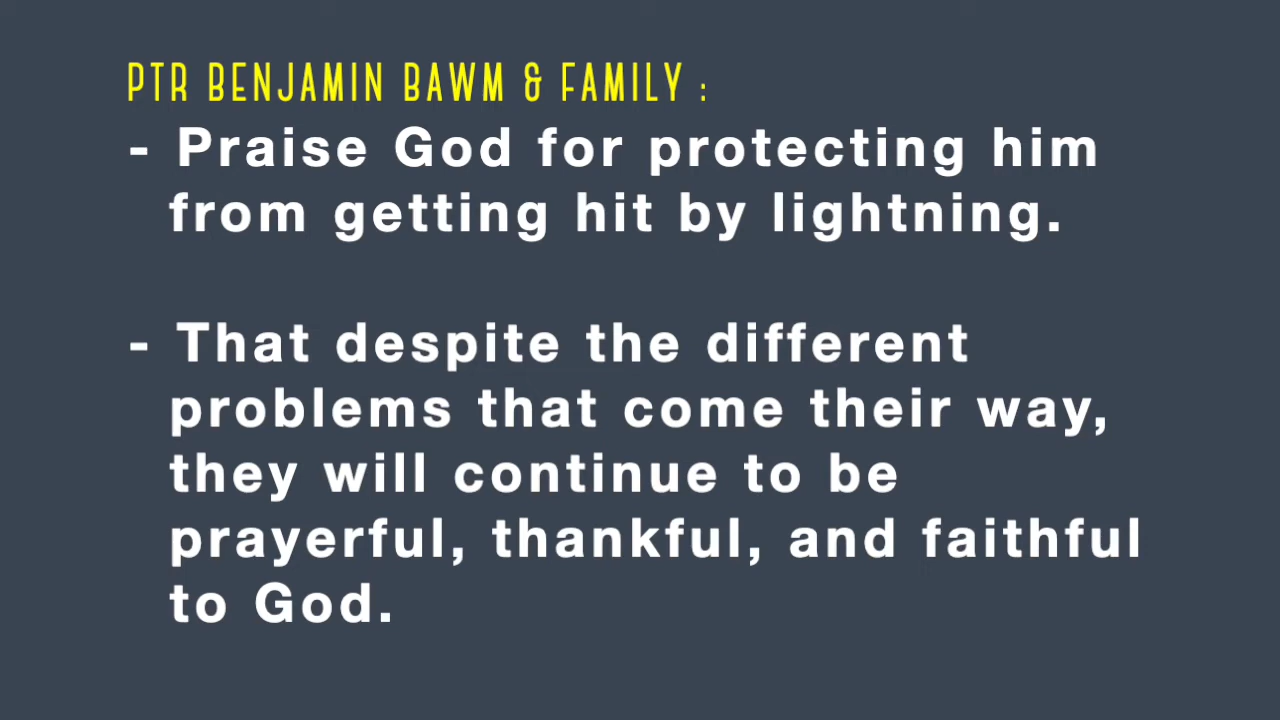 PTR BENJAMIN BAWM & FAMILY :
- Praise God for protecting him
from getting hit by lightning.
- That despite the different
problems that come their way,
they will continue to be
prayerful, thankful, and faithful
to God.